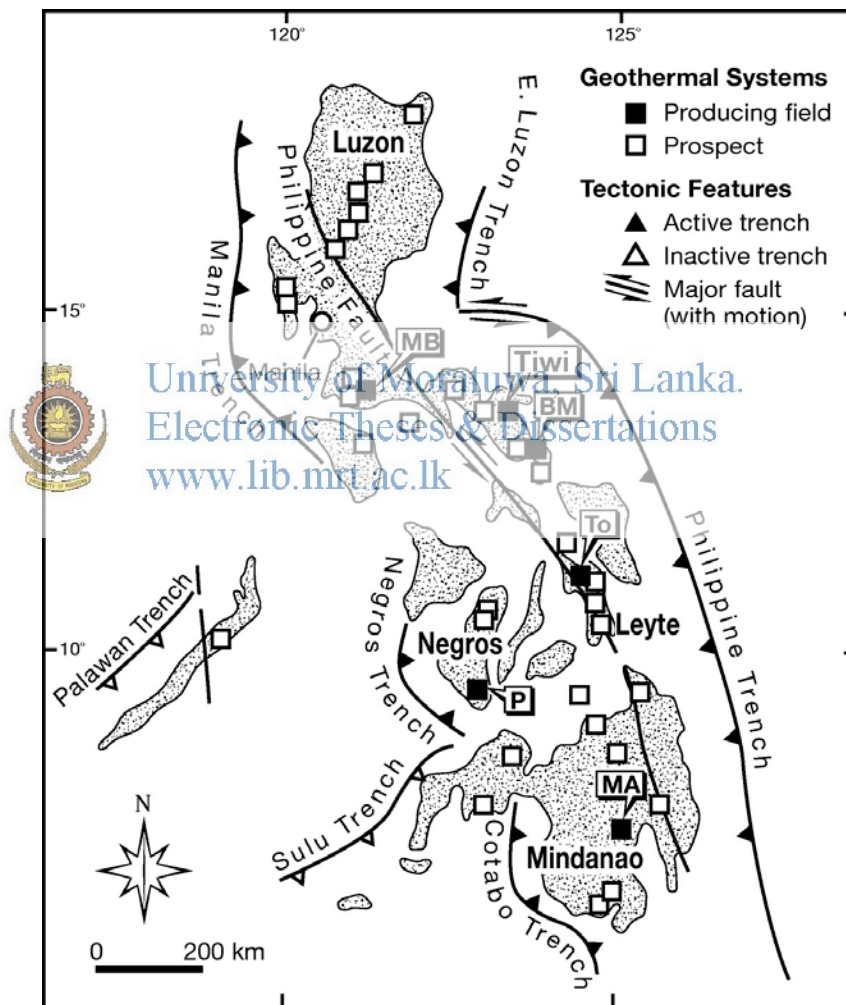 120°
125°
Geothermal Systems
Producing field
Prospect
Tectonic Features
Active trench
Inactive trench
Major fault
(with motion)
Luzon
E. Luzon Trench
Philippine Fault
Manila Trench
15°
Manila
MB
Tiwi
BM
University of Moratuwa, Sri Lanka.
Electronic Theses & Dissertations
www.lib.mrt.ac.lk
To
Leyte
Philippine Trench
Negros Trench
Negros
P
10°
Palawan Trench
Sulu Trench
MA
Mindanao
Cotabo Trench
N
0 200 km